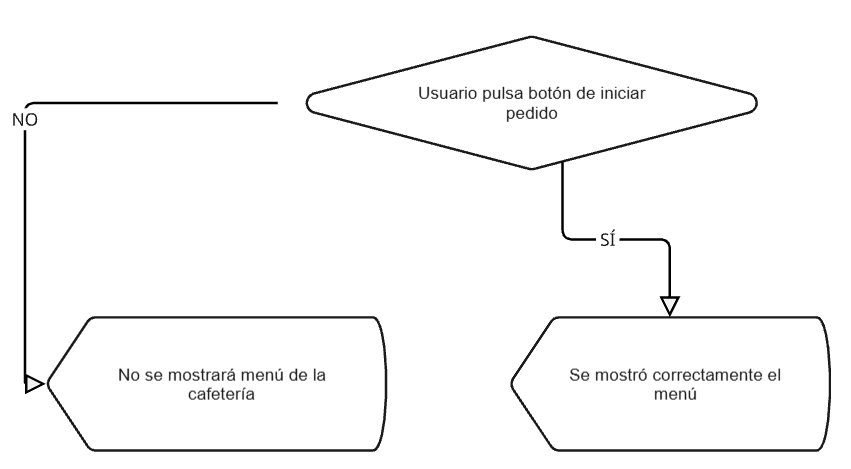 Usuario pulsa botón de iniciar
pedido
NO
SÍ
No se mostrará menú de la
cafetería
Se mostró correctamente el
menú